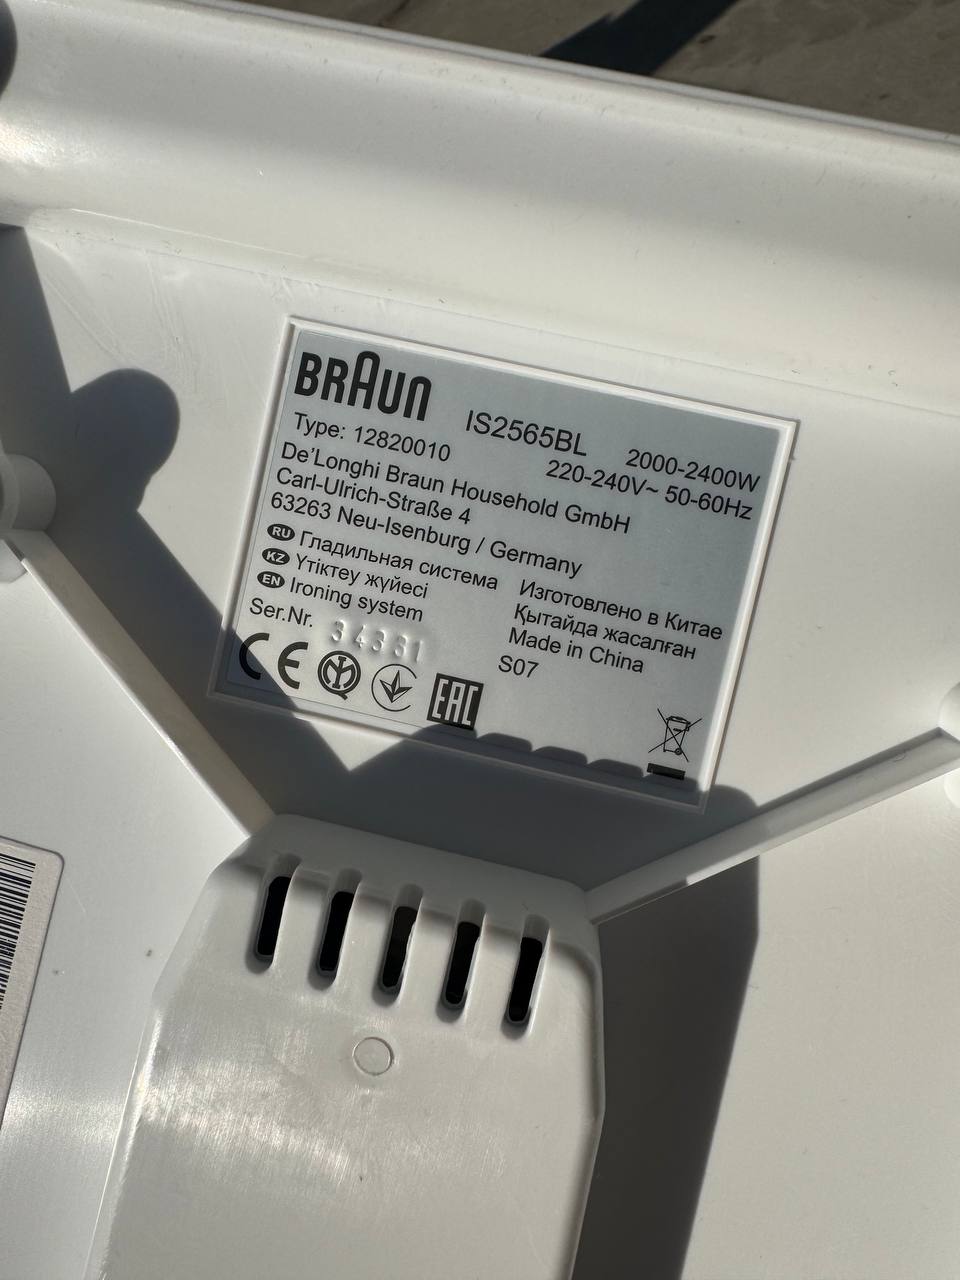 BRAUN
IS2565BL 2000-2400W
Type: 12820010 220-240V~ 50-60Hz
De'Longhi Braun Household GmbH
Carl-Ulrich-Straße 4
63263 Neu-Isenburg / Germany
RU Гладильная система Изготовлено в Китае
KZ Үтіктеу жүйесі Қытайда жасалған
EN Ironing system Made in China
Ser.Nr. 34331 S07
CE EAC